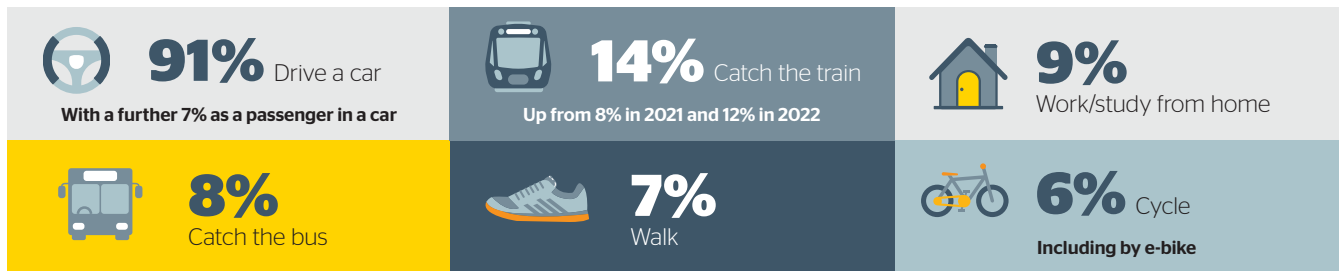 91% Drive a car
With a further 7% as a passenger in a car
14% Catch the train
Up from 8% in 2021 and 12% in 2022
9%
Work/study from home
8%
Catch the bus
7%
Walk
6% Cycle
Including by e-bike